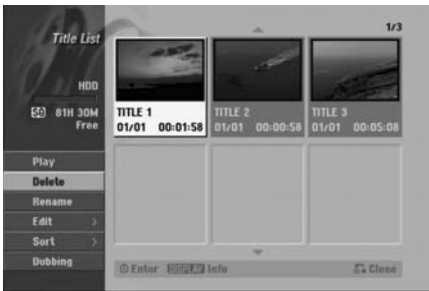 Title List
1/3
HDD
SQ 81H 30M
Free
TITLE 1
01/01 00:01:58
TITLE 2
01/01 00:00:58
TITLE 3
01/01 00:05:08
Play
Delete
Rename
Edit >
Sort >
Dubbing
Enter DISPLAY Info
Close